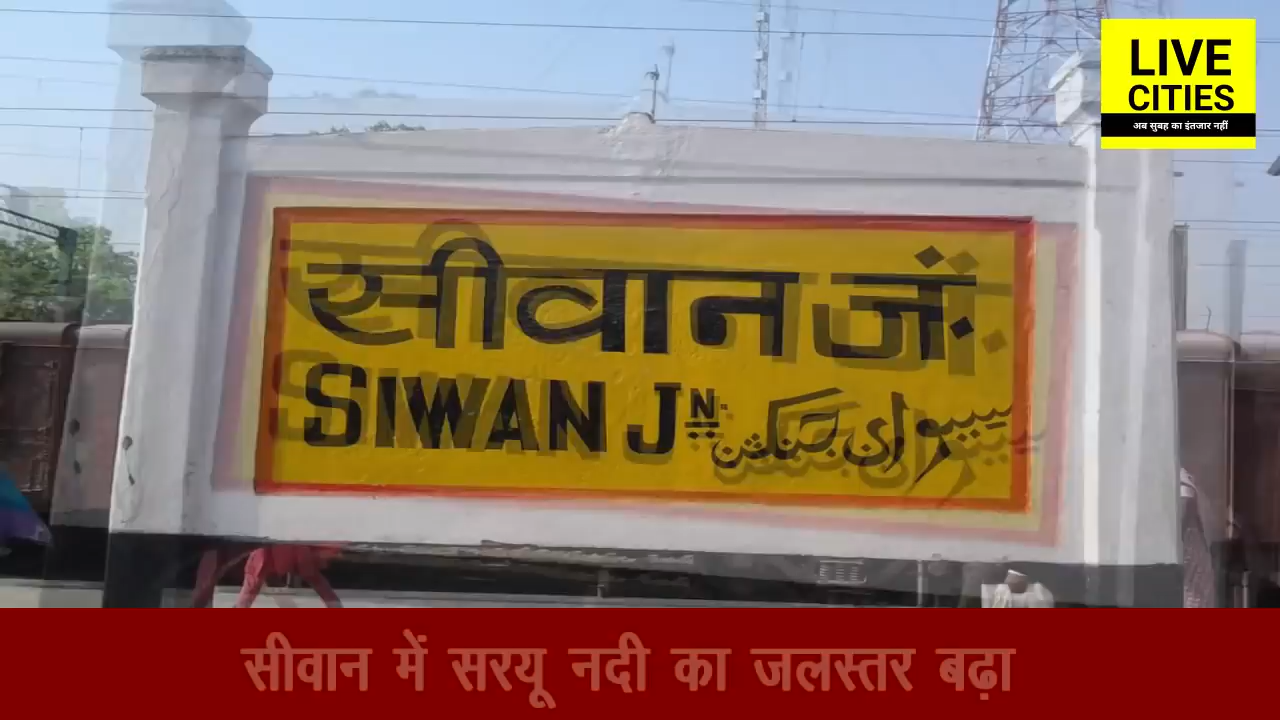 LIVE
CITIES
अब सुबह का इंतजार नहीं
सीवान जं.
SIWAN JN.
سیوان جنکشن
सीवान में सरयू नदी का जलस्तर बढ़ा